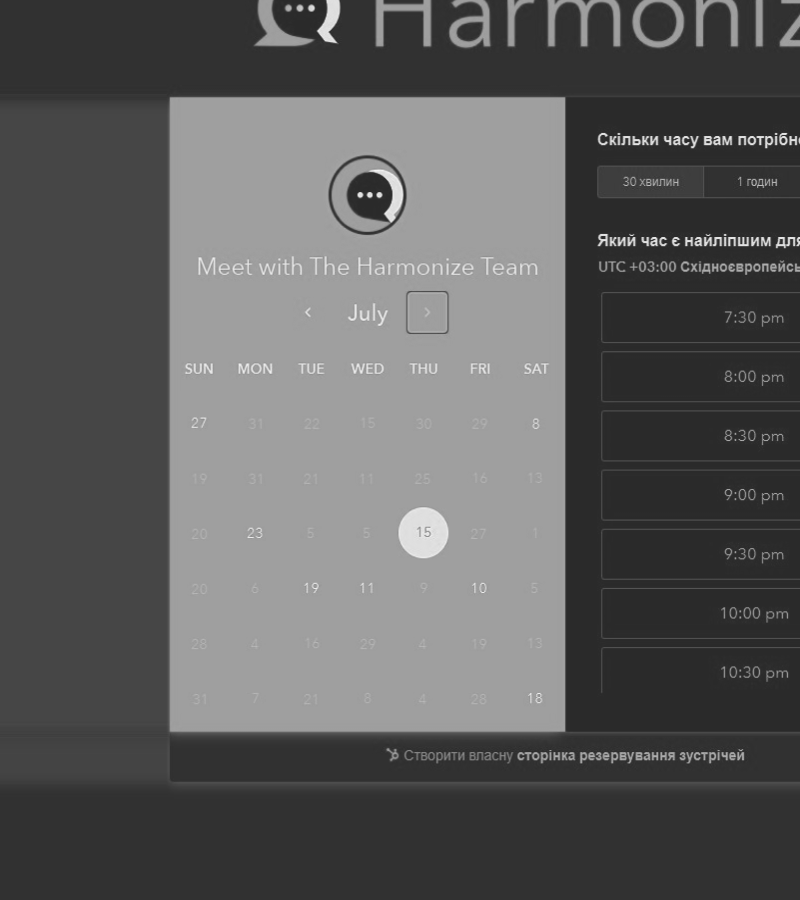 Harmoniz
Meet with The Harmonize Team
July
SUN MON TUE WED THU FRI SAT
27 31 22 15 30 29 8
19 31 21 11 25 16 13
20 23 5 5 15 27 1
20 6 19 11 9 10 5
28 4 16 29 4 19 13
31 7 21 8 4 28 18
Скільки часу вам потрібно
30 хвилин 1 годин
Який час є найліпшим для
UTC +03:00 Східноєвропейсь
7:30 pm
8:00 pm
8:30 pm
9:00 pm
9:30 pm
10:00 pm
10:30 pm
Створити власну сторінка резервування зустрічей